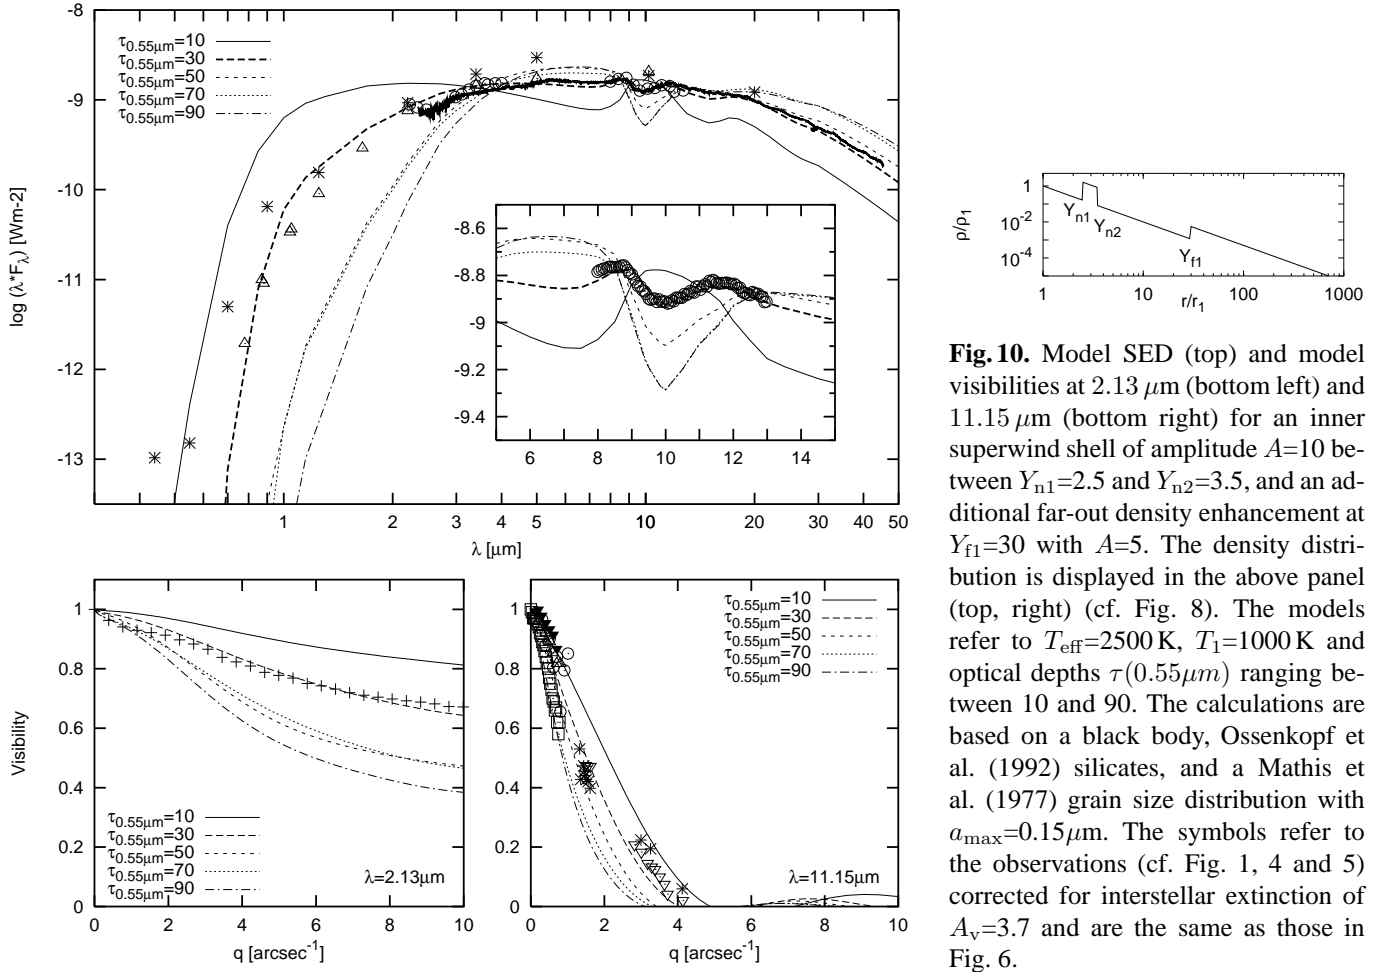 -8
-9
-10
-11
-12
-13
log (λ*Fλ) [Wm-2]
τ0.55μm=10
τ0.55μm=30
τ0.55μm=50
τ0.55μm=70
τ0.55μm=90
-8.6
-8.8
-9
-9.2
-9.4
6 8 10 12 14
1 2 3 4 5 10 20 30 40 50
λ [μm]
1
0.8
0.6
0.4
0.2
0
Visibility
τ0.55μm=10
τ0.55μm=30
τ0.55μm=50
τ0.55μm=70
τ0.55μm=90
λ=2.13μm
0 2 4 6 8 10
q [arcsec-1]
1
0.8
0.6
0.4
0.2
0
τ0.55μm=10
τ0.55μm=30
τ0.55μm=50
τ0.55μm=70
τ0.55μm=90
λ=11.15μm
0 2 4 6 8 10
q [arcsec-1]
1
10-2
10-4
ρ/ρ1
Yn1
Yn2
Yf1
1 10 100 1000
r/r1
Fig. 10. Model SED (top) and model
visibilities at 2.13 μm (bottom left) and
11.15 μm (bottom right) for an inner
superwind shell of amplitude A=10 be-
tween Yn1=2.5 and Yn2=3.5, and an ad-
ditional far-out density enhancement at
Yf1=30 with A=5. The density distri-
bution is displayed in the above panel
(top, right) (cf. Fig. 8). The models
refer to Teff=2500 K, T1=1000 K and
optical depths τ(0.55μm) ranging be-
tween 10 and 90. The calculations are
based on a black body, Ossenkopf et
al. (1992) silicates, and a Mathis et
al. (1977) grain size distribution with
amax=0.15μm. The symbols refer to
the observations (cf. Fig. 1, 4 and 5)
corrected for interstellar extinction of
Av=3.7 and are the same as those in
Fig. 6.